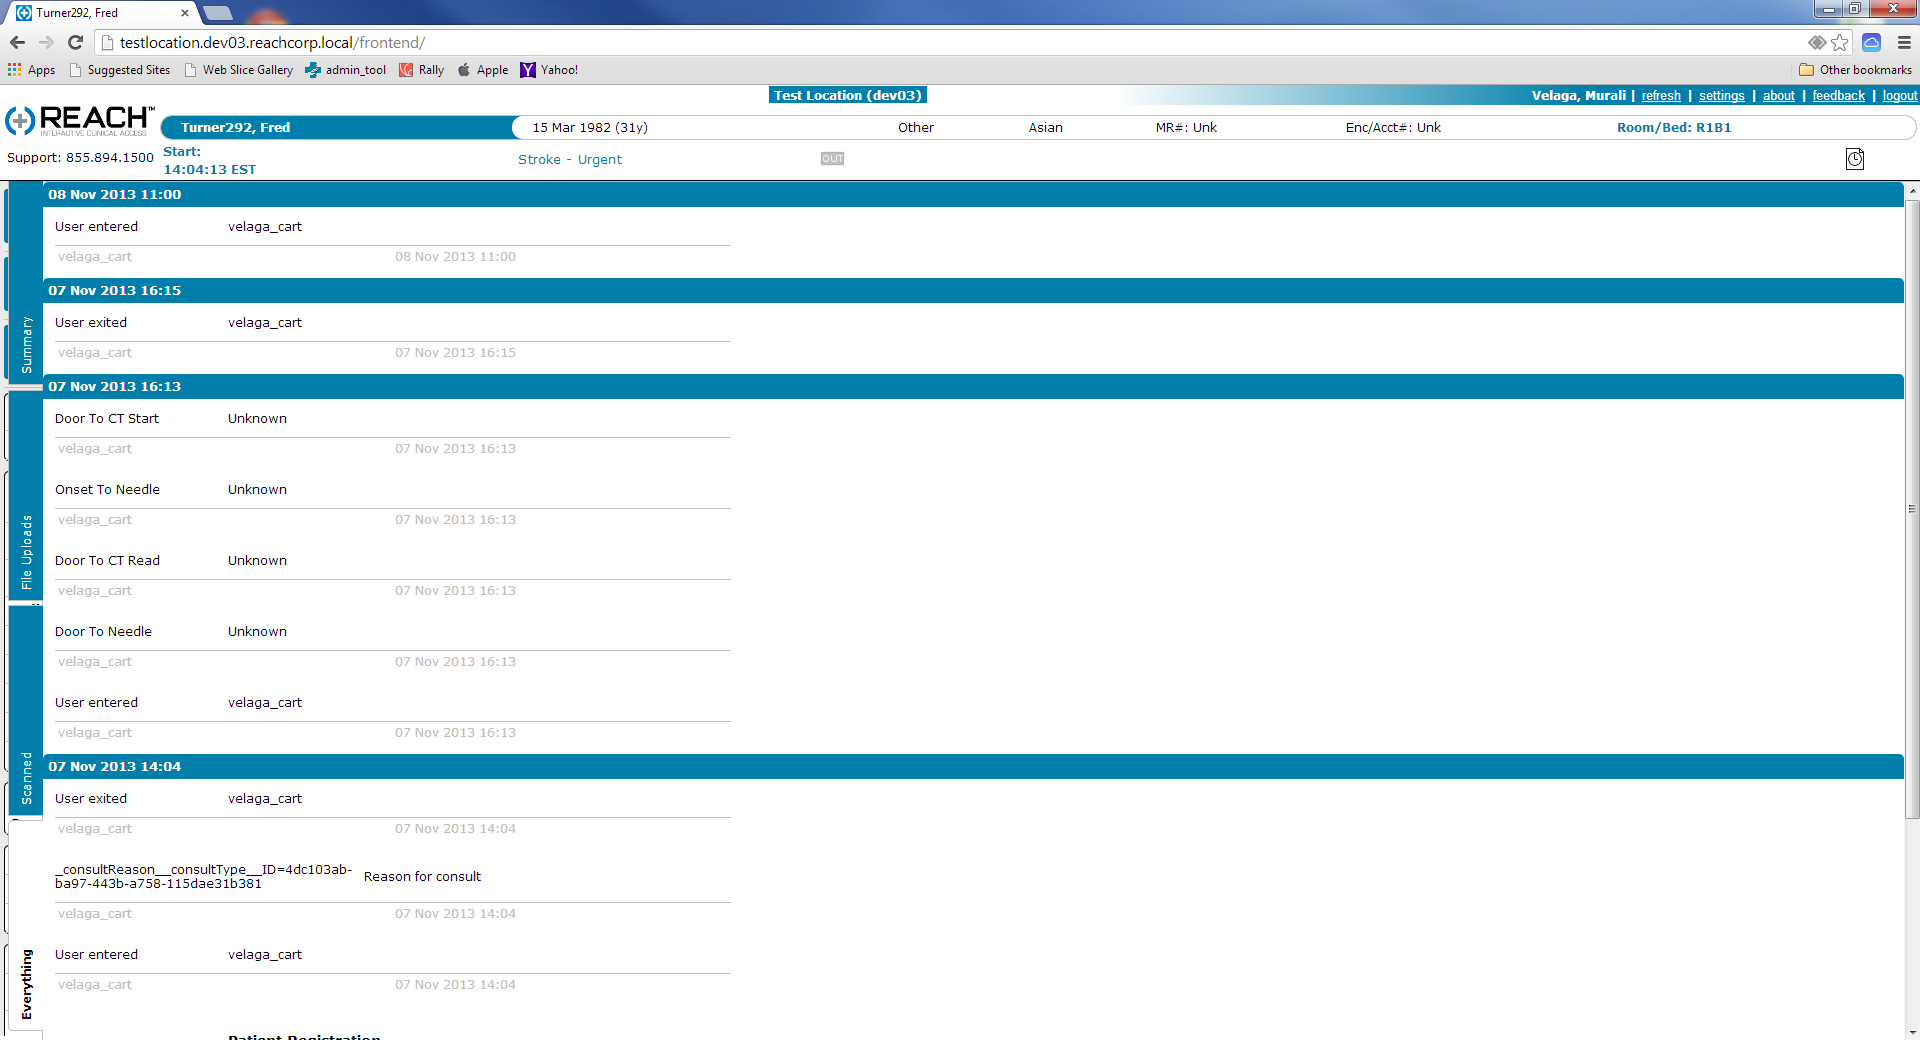 Turner292, Fred
testlocation.dev03.reachcorp.local/frontend/
Apps Suggested Sites Web Slice Gallery admin_tool Rally Apple Yahoo! Other bookmarks
Test Location (dev03) Velaga, Murali | refresh | settings | about | feedback | logout
REACH™
INTERACTIVE CLINICAL ACCESS
Turner292, Fred 15 Mar 1982 (31y) Other Asian MR#: Unk Enc/Acct#: Unk Room/Bed: R1B1
Support: 855.894.1500 Start:
14:04:13 EST Stroke - Urgent OUT
Summary
File Uploads
Scanned
Everything
08 Nov 2013 11:00
User entered velaga_cart
velaga_cart 08 Nov 2013 11:00
07 Nov 2013 16:15
User exited velaga_cart
velaga_cart 07 Nov 2013 16:15
07 Nov 2013 16:13
Door To CT Start Unknown
velaga_cart 07 Nov 2013 16:13
Onset To Needle Unknown
velaga_cart 07 Nov 2013 16:13
Door To CT Read Unknown
velaga_cart 07 Nov 2013 16:13
Door To Needle Unknown
velaga_cart 07 Nov 2013 16:13
User entered velaga_cart
velaga_cart 07 Nov 2013 16:13
07 Nov 2013 14:04
User exited velaga_cart
velaga_cart 07 Nov 2013 14:04
_consultReason__consultType__ID=4dc103ab-
ba97-443b-a758-115dae31b381 Reason for consult
velaga_cart 07 Nov 2013 14:04
User entered velaga_cart
velaga_cart 07 Nov 2013 14:04
Patient Registration